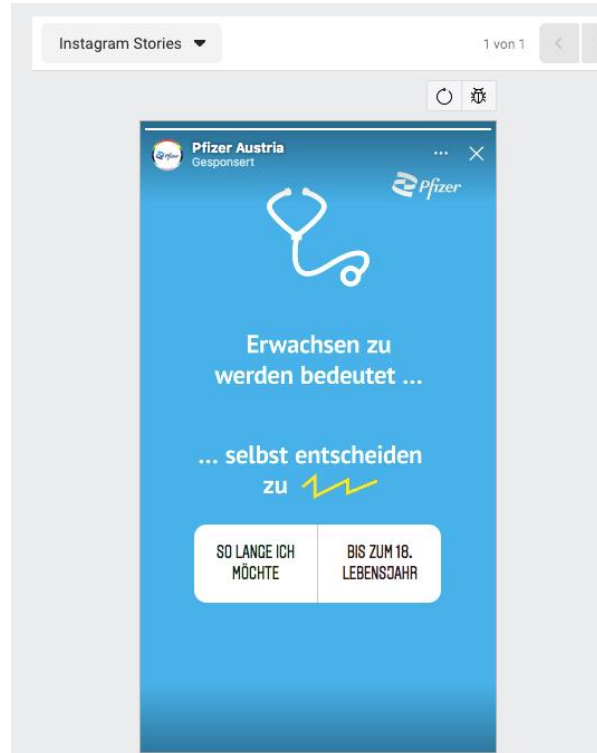 Instagram Stories
1 von 1
Pfizer Austria
Gesponsert
Pfizer
Erwachsen zu
werden bedeutet ...
... selbst entscheiden
zu
SO LANGE ICH
MÖCHTE
BIS ZUM 18.
LEBENSJAHR